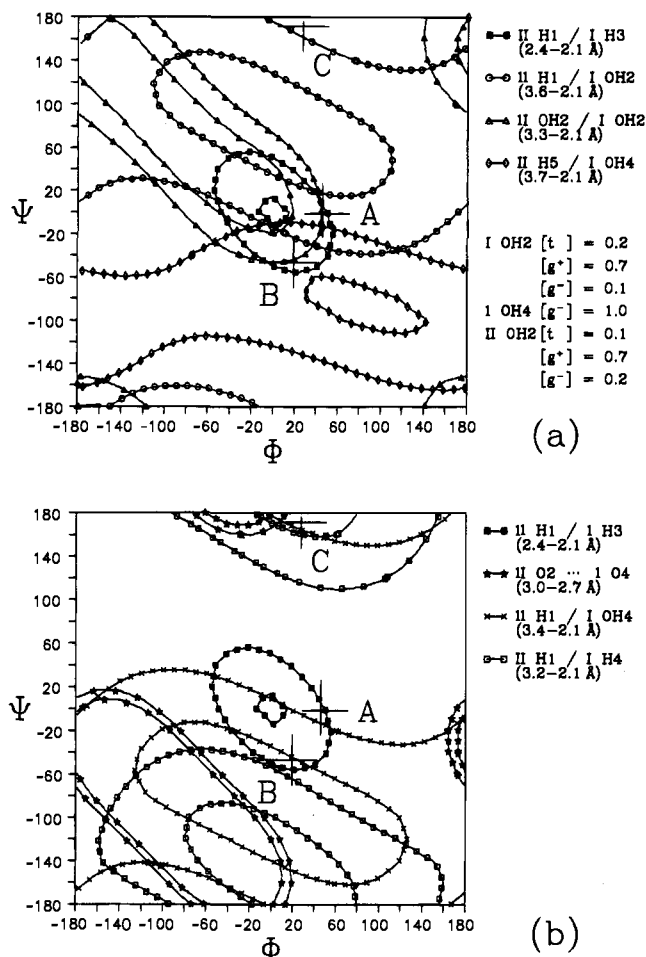 180
140
100
60
20
-20
-60
-100
-140
-180
Ψ
-180 -140 -100 -60 -20 20 60 100 140 180
Φ
A
B
C
II H1 / I H3
(2.4-2.1 Å)
II H1 / I OH2
(3.6-2.1 Å)
II OH2 / I OH2
(3.3-2.1 Å)
II H5 / I OH4
(3.7-2.1 Å)
I OH2 [t ] = 0.2
[g+] = 0.7
[g-] = 0.1
I OH4 [g-] = 1.0
II OH2 [t ] = 0.1
[g+] = 0.7
[g-] = 0.2
(a)
180
140
100
60
20
-20
-60
-100
-140
-180
Ψ
-180 -140 -100 -60 -20 20 60 100 140 180
Φ
C
A
B
II H1 / I H3
(2.4-2.1 Å)
II O2 ··· I O4
(3.0-2.7 Å)
II H1 / I OH4
(3.4-2.1 Å)
II H1 / I H4
(3.2-2.1 Å)
(b)